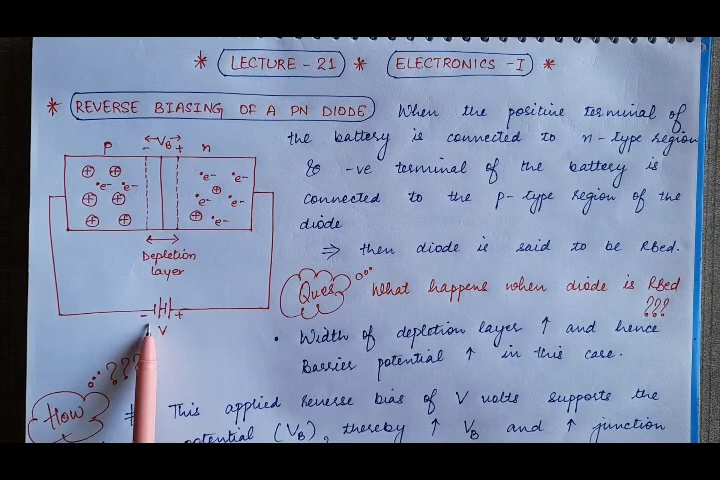 * LECTURE - 21 * ELECTRONICS - I *
* REVERSE BIASING OF A PN DIODE When the positive terminal of
the battery is connected to n-type region
& -ve terminal of the battery is
connected to the p-type region of the
diode
⇒ then diode is said to be RBed.
p - VB + n
+ + e- e- e- e-
+ + e- + e-
+ + + e-
Depletion
layer
- +
V
Ques What happens when diode is RBed
???
• Width of depletion layer ↑ and hence
Barrier potential ↑ in this case.
How ???
# This applied reverse bias of V volts supports the
potential (VB), thereby ↑ VB and ↑ junction